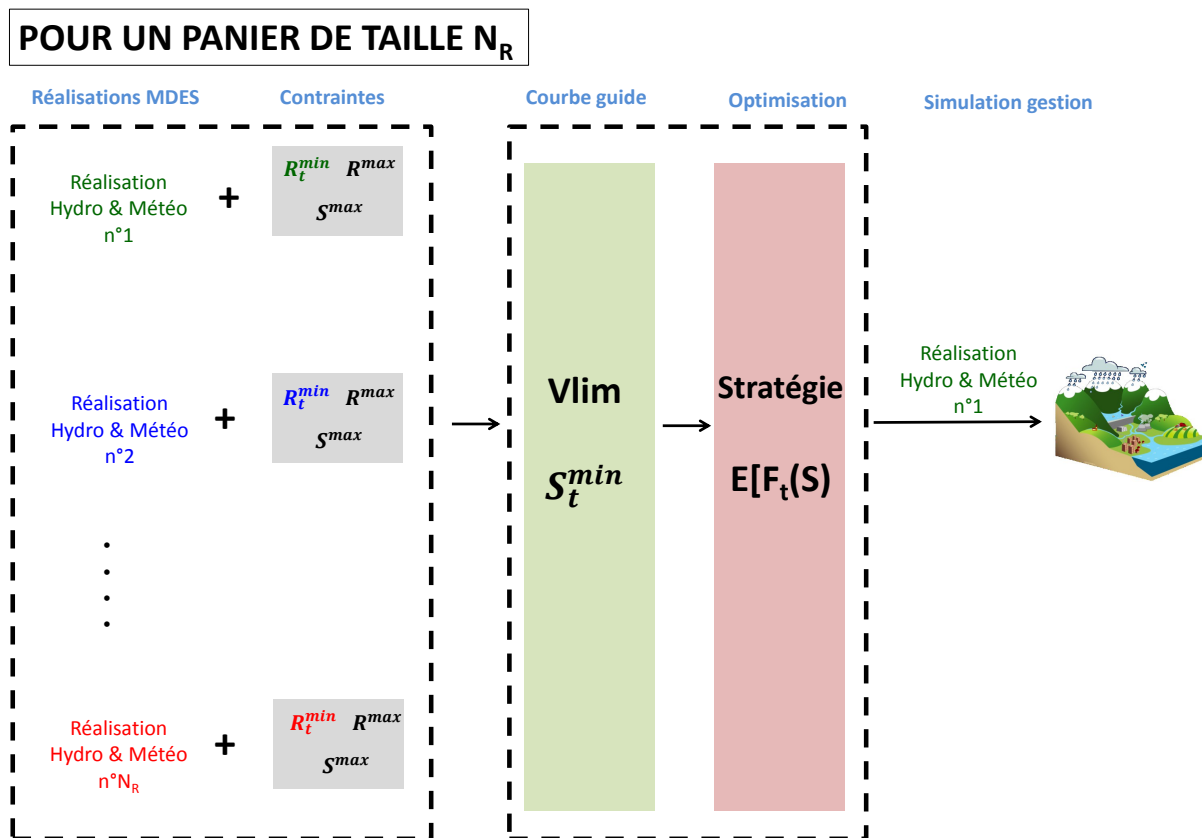 POUR UN PANIER DE TAILLE N_R
Réalisations MDES
Contraintes
Courbe guide
Optimisation
Simulation gestion
Réalisation
Hydro & Météo
n°1
+
R_t^min R^max
S^max
Réalisation
Hydro & Météo
n°2
+
R_t^min R^max
S^max
Réalisation
Hydro & Météo
n°N_R
+
R_t^min R^max
S^max
Vlim
S_t^min
Stratégie
E[F_t(S)
Réalisation
Hydro & Météo
n°1